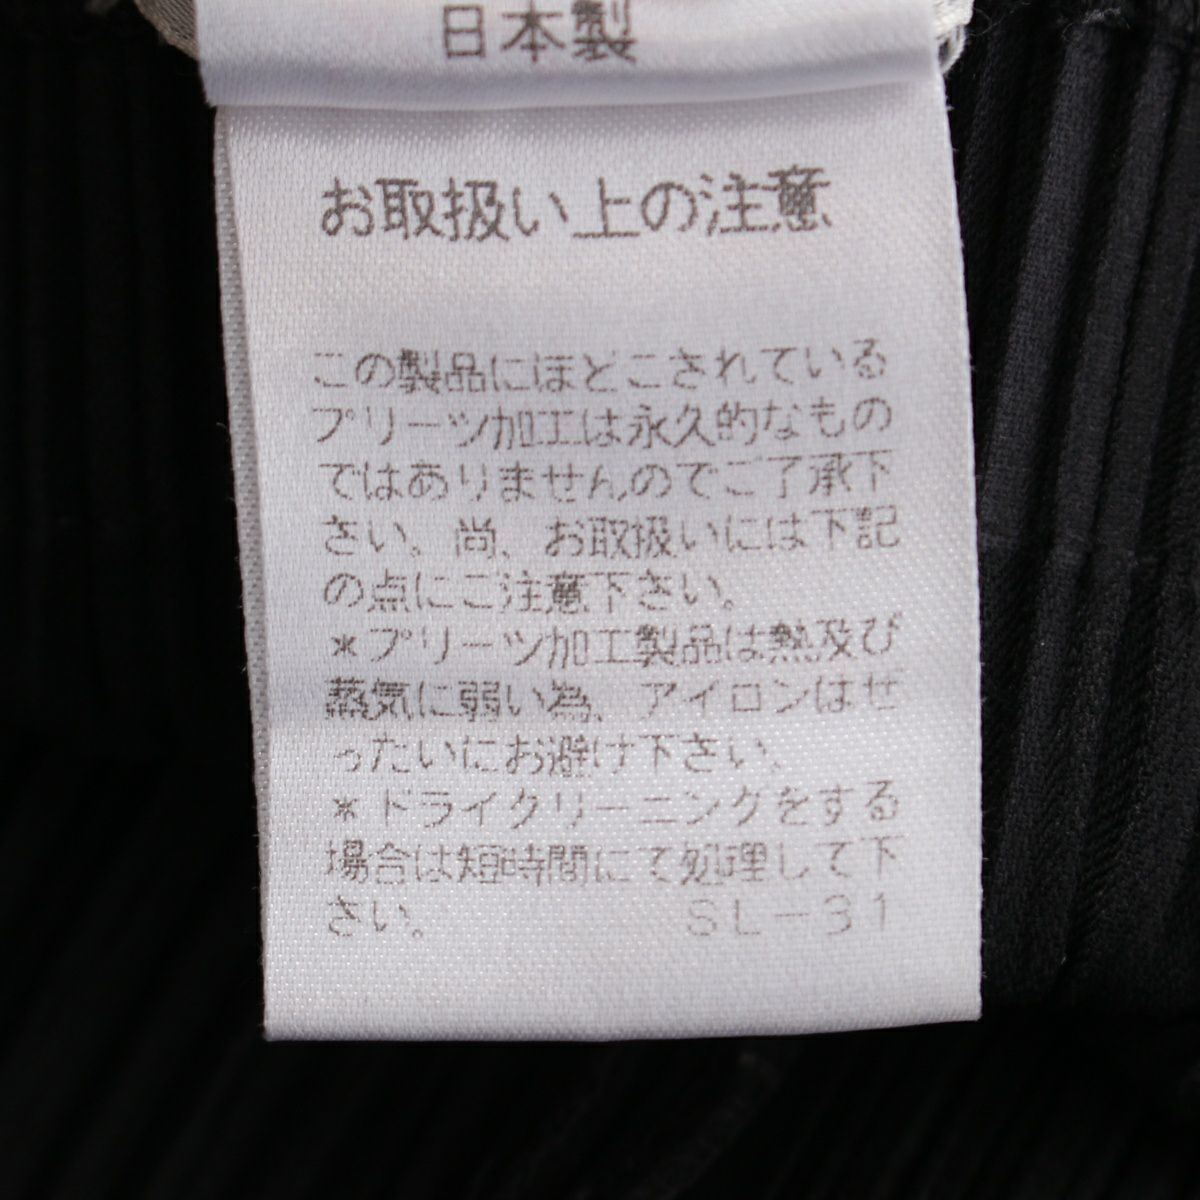 日本製
お取扱い上の注意
この製品にほどこされている
プリーツ加工は永久的なもの
ではありませんのでご了承下
さい。尚、お取扱いには下記
の点にご注意下さい。
＊プリーツ加工製品は熱及び
蒸気に弱い為、アイロンはぜ
ったいにお避け下さい。
＊ドライクリーニングをする
場合は短時間にて処理して下
さい。 SL-31